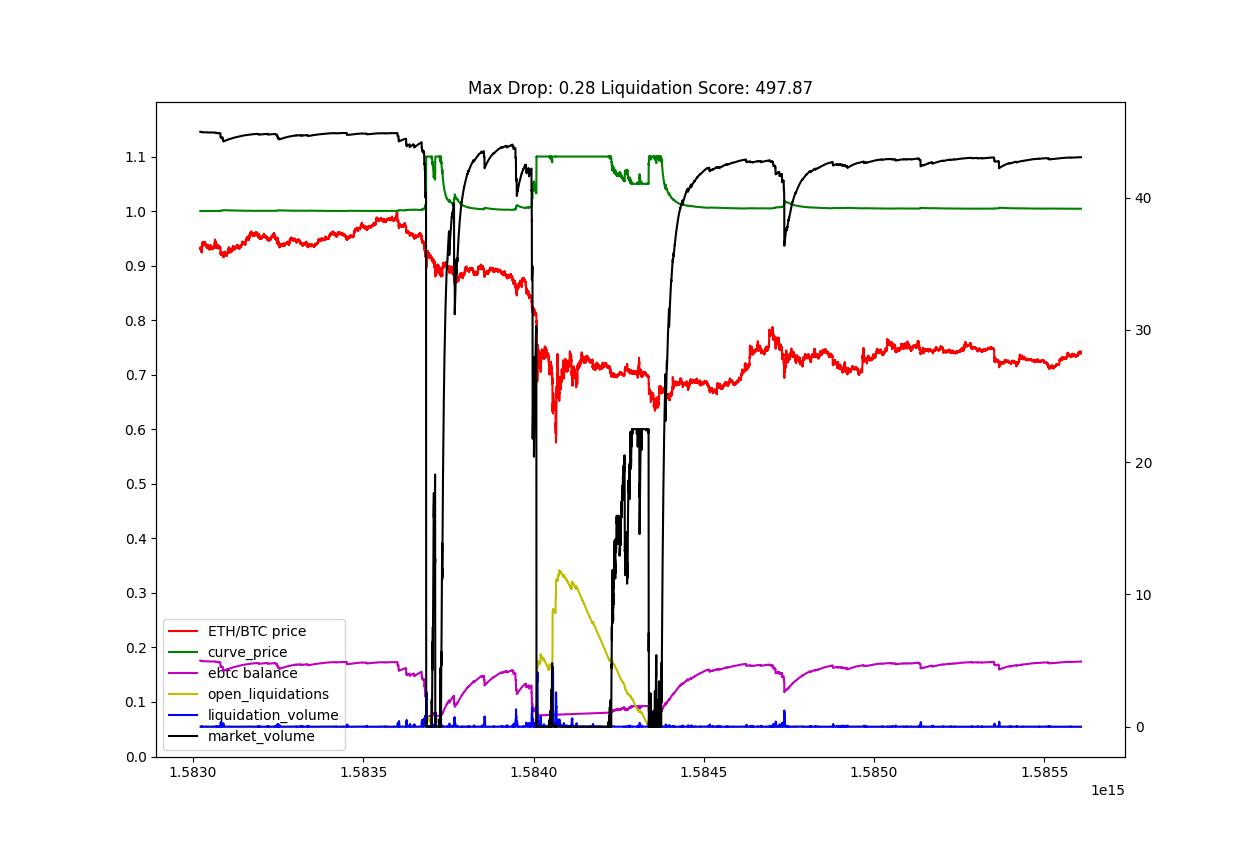 Max Drop: 0.28 Liquidation Score: 497.87
1.1
1.0
0.9
0.8
0.7
0.6
0.5
0.4
0.3
0.2
0.1
0.0
40
30
20
10
0
ETH/BTC price
curve_price
ebtc balance
open_liquidations
liquidation_volume
market_volume
1.5830 1.5835 1.5840 1.5845 1.5850 1.5855
1e15